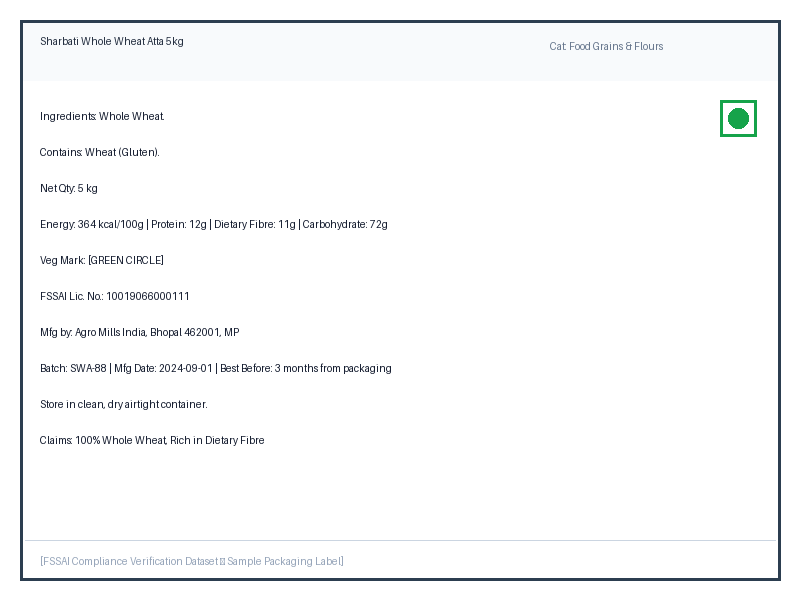 Sharbati Whole Wheat Atta 5kg
Cat: Food Grains & Flours
Ingredients: Whole Wheat.
Contains: Wheat (Gluten).
Net Qty: 5 kg
Energy: 364 kcal/100g | Protein: 12g | Dietary Fibre: 11g | Carbohydrate: 72g
Veg Mark: [GREEN CIRCLE]
FSSAI Lic. No.: 10019066000111
Mfg by: Agro Mills India, Bhopal 462001, MP
Batch: SWA-88 | Mfg Date: 2024-09-01 | Best Before: 3 months from packaging
Store in clean, dry airtight container.
Claims: 100% Whole Wheat, Rich in Dietary Fibre
[FSSAI Compliance Verification Dataset Sample Packaging Label]